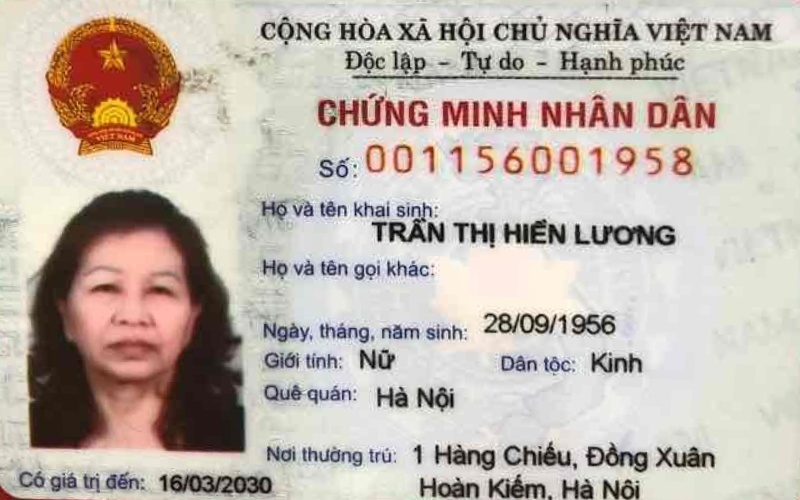 CỘNG HÒA XÃ HỘI CHỦ NGHĨA VIỆT NAM
Độc lập - Tự do - Hạnh phúc
CHỨNG MINH NHÂN DÂN
Số: 001156001958
Họ và tên khai sinh:
TRẦN THỊ HIỀN LƯƠNG
Họ và tên gọi khác:
Ngày, tháng, năm sinh: 28/09/1956
Giới tính: Nữ Dân tộc: Kinh
Quê quán: Hà Nội
Nơi thường trú: 1 Hàng Chiếu, Đồng Xuân
Hoàn Kiếm, Hà Nội
Có giá trị đến: 16/03/2030